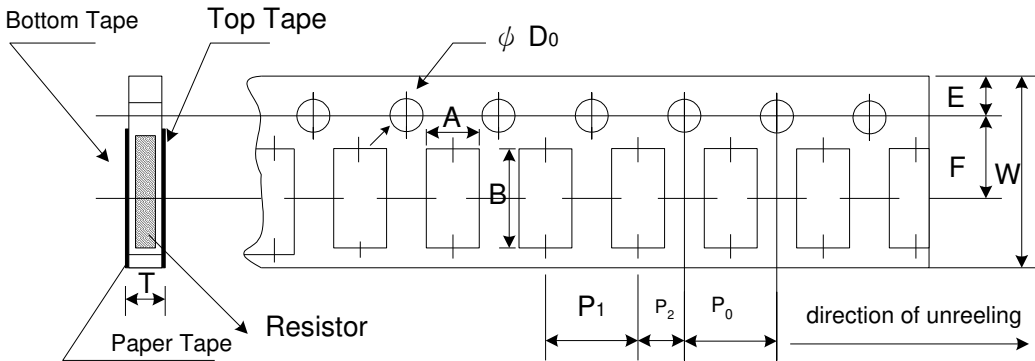 Bottom Tape
Top Tape
φ D0
E
A
F
W
B
T
P1
P2
P0
direction of unreeling
Resistor
Paper Tape